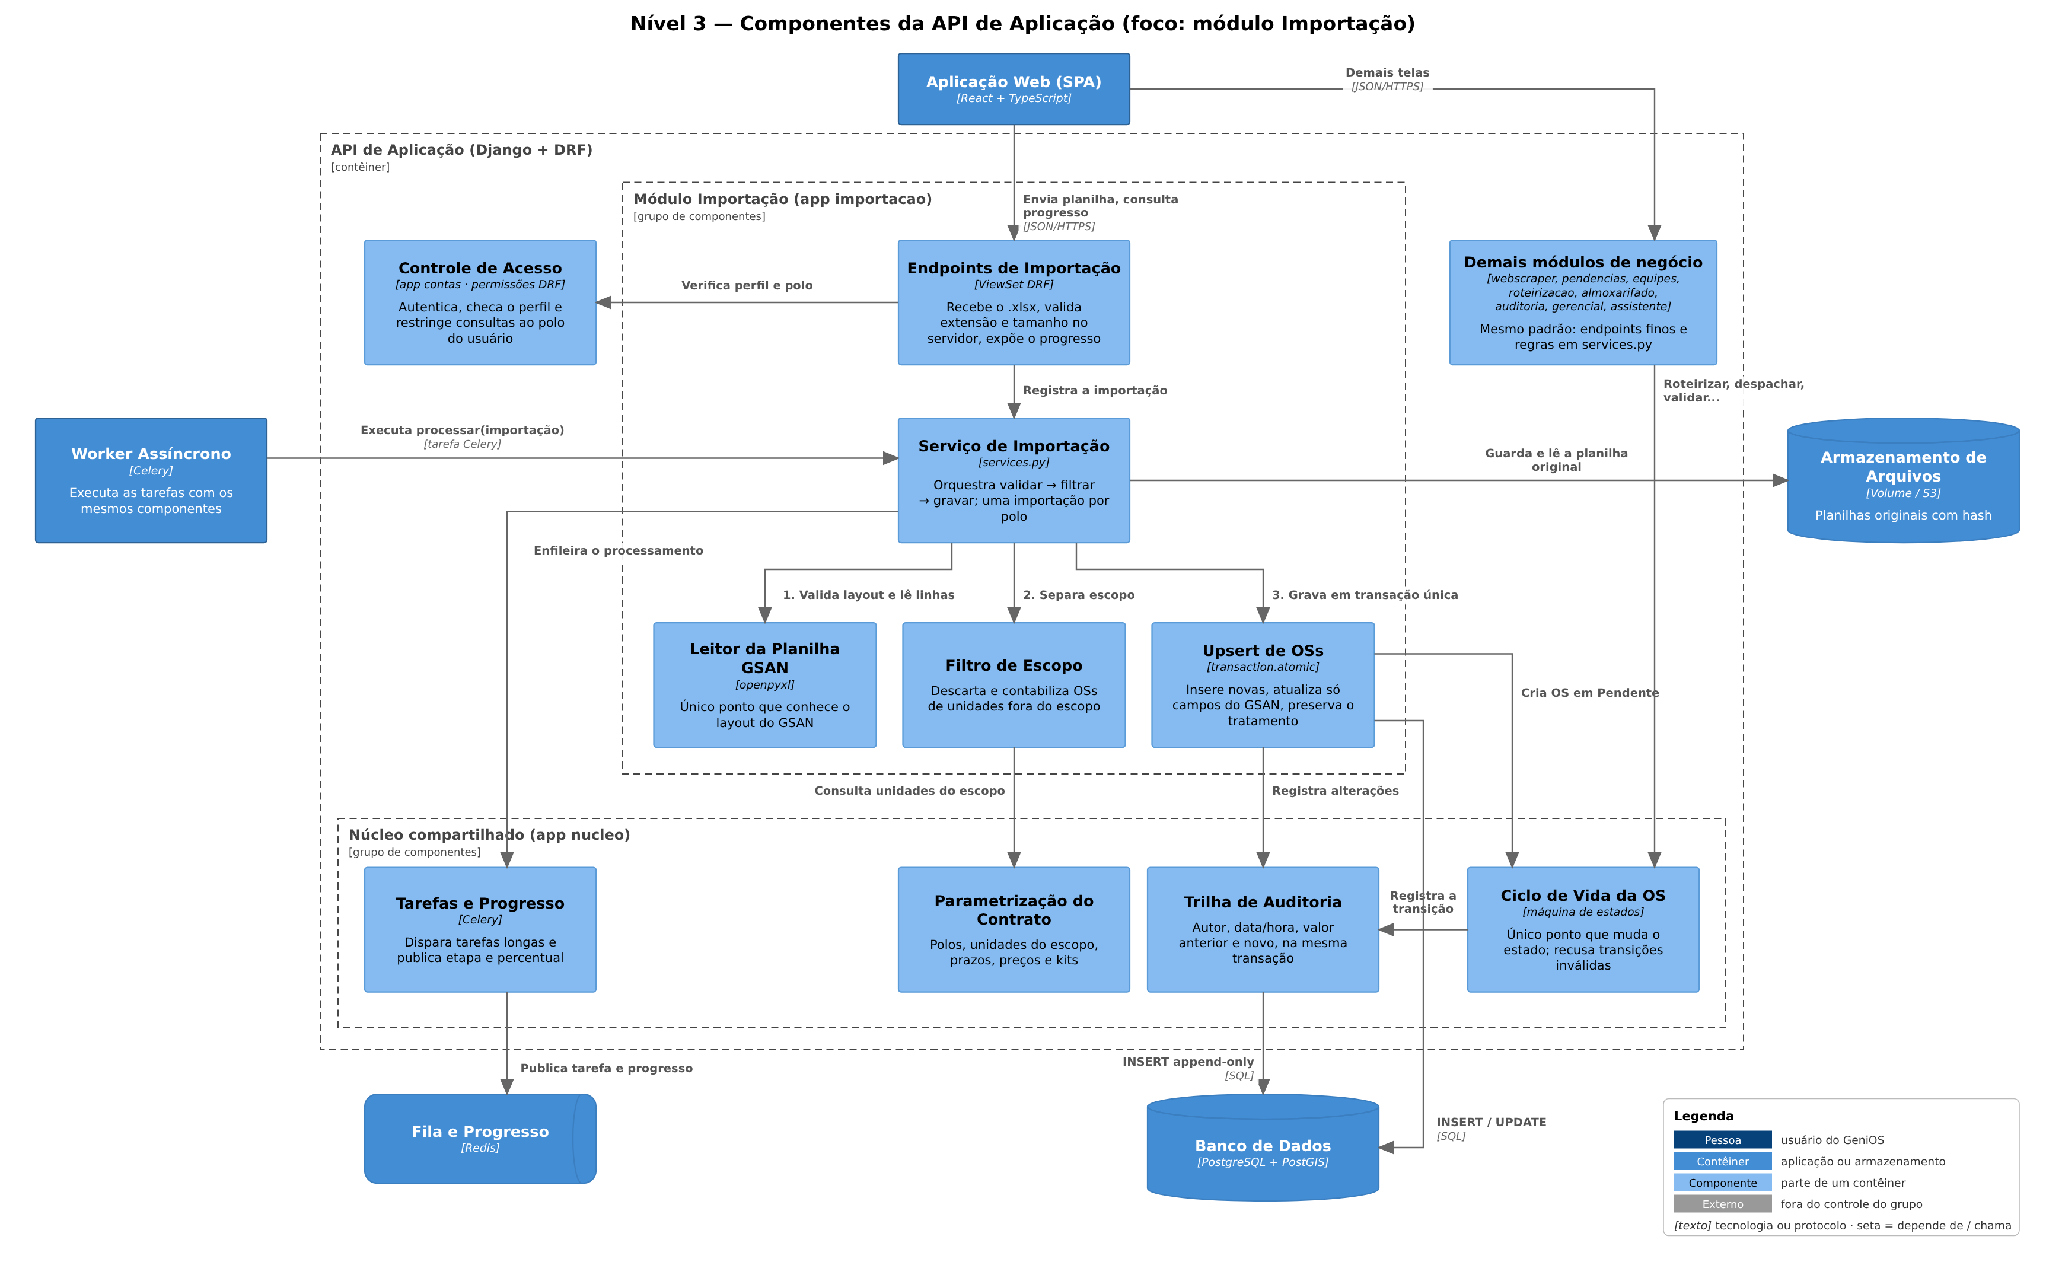 Nível 3 — Componentes da API de Aplicação (foco: módulo Importação)
Aplicação Web (SPA)
[React + TypeScript]
Demais telas
[JSON/HTTPS]
API de Aplicação (Django + DRF)
[contêiner]
Módulo Importação (app importacao)
[grupo de componentes]
Envia planilha, consulta
progresso
[JSON/HTTPS]
Controle de Acesso
[app contas · permissões DRF]
Autentica, checa o perfil e
restringe consultas ao polo
do usuário
Verifica perfil e polo
Endpoints de Importação
[ViewSet DRF]
Recebe o .xlsx, valida
extensão e tamanho no
servidor, expõe o progresso
Demais módulos de negócio
[webscraper, pendencias, equipes,
roteirizacao, almoxarifado,
auditoria, gerencial, assistente]
Mesmo padrão: endpoints finos e
regras em services.py
Registra a importação
Roteirizar, despachar,
validar...
Worker Assíncrono
[Celery]
Executa as tarefas com os
mesmos componentes
Executa processar(importação)
[tarefa Celery]
Serviço de Importação
[services.py]
Orquestra validar → filtrar
→ gravar; uma importação por
polo
Guarda e lê a planilha
original
Armazenamento de
Arquivos
[Volume / S3]
Planilhas originais com hash
Enfileira o processamento
1. Valida layout e lê linhas
2. Separa escopo
3. Grava em transação única
Leitor da Planilha
GSAN
[openpyxl]
Único ponto que conhece o
layout do GSAN
Filtro de Escopo
Descarta e contabiliza OSs
de unidades fora do escopo
Upsert de OSs
[transaction.atomic]
Insere novas, atualiza só
campos do GSAN, preserva o
tratamento
Cria OS em Pendente
Consulta unidades do escopo
Registra alterações
Núcleo compartilhado (app nucleo)
[grupo de componentes]
Tarefas e Progresso
[Celery]
Dispara tarefas longas e
publica etapa e percentual
Parametrização do
Contrato
Polos, unidades do escopo,
prazos, preços e kits
Trilha de Auditoria
Autor, data/hora, valor
anterior e novo, na mesma
transação
Registra a
transição
Ciclo de Vida da OS
[máquina de estados]
Único ponto que muda o
estado; recusa transições
inválidas
Publica tarefa e progresso
INSERT append-only
[SQL]
Fila e Progresso
[Redis]
Banco de Dados
[PostgreSQL + PostGIS]
INSERT / UPDATE
[SQL]
Legenda
Pessoa usuário do GeniOS
Contêiner aplicação ou armazenamento
Componente parte de um contêiner
Externo fora do controle do grupo
[texto] tecnologia ou protocolo · seta = depende de / chama